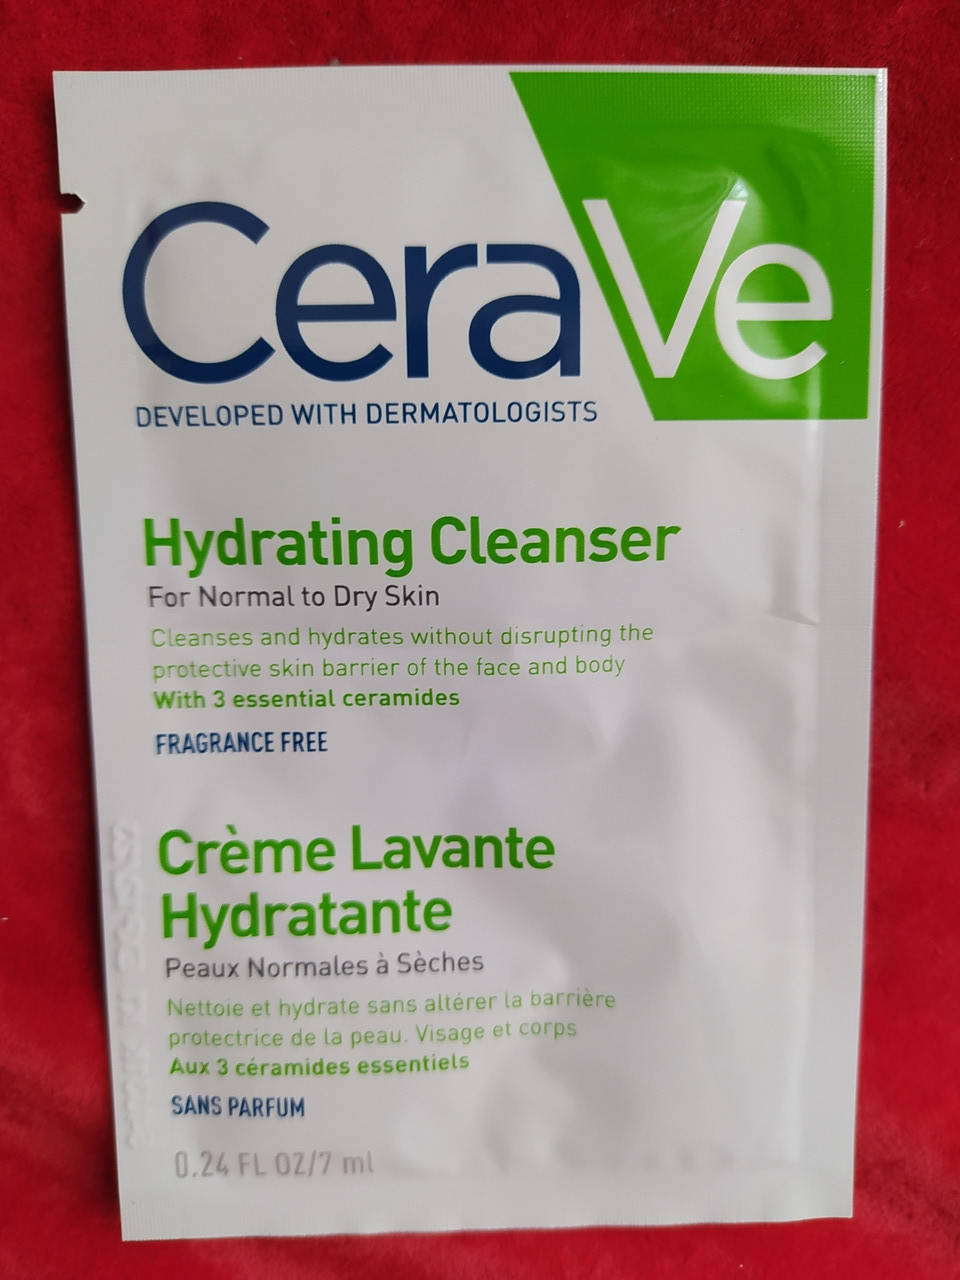 CeraVe
DEVELOPED WITH DERMATOLOGISTS
Hydrating Cleanser
For Normal to Dry Skin
Cleanses and hydrates without disrupting the
protective skin barrier of the face and body
With 3 essential ceramides
FRAGRANCE FREE
Crème Lavante
Hydratante
Peaux Normales à Sèches
Nettoie et hydrate sans altérer la barrière
protectrice de la peau. Visage et corps
Aux 3 céramides essentiels
SANS PARFUM
0.24 FL OZ/7 ml